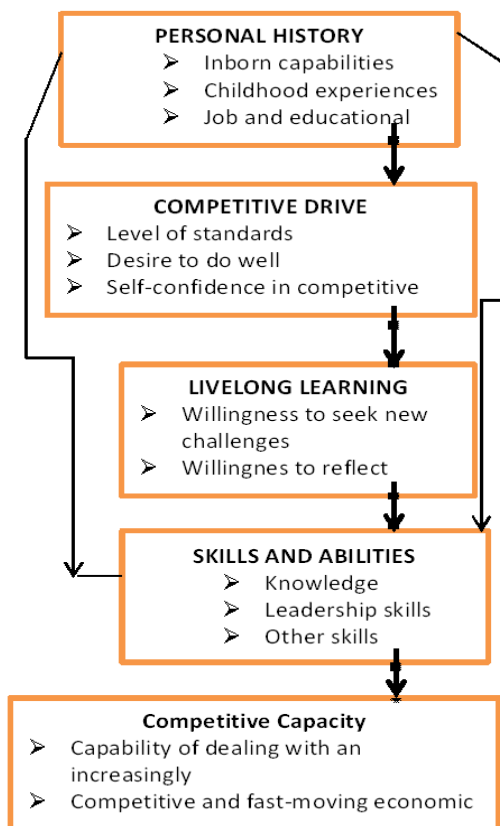 PERSONAL HISTORY
➢ Inborn capabilities
➢ Childhood experiences
➢ Job and educational
COMPETITIVE DRIVE
➢ Level of standards
➢ Desire to do well
➢ Self-confidence in competitive
LIVELONG LEARNING
➢ Willingness to seek new
challenges
➢ Willingnes to reflect
SKILLS AND ABILITIES
➢ Knowledge
➢ Leadership skills
➢ Other skills
Competitive Capacity
➢ Capability of dealing with an
increasingly
➢ Competitive and fast-moving economic